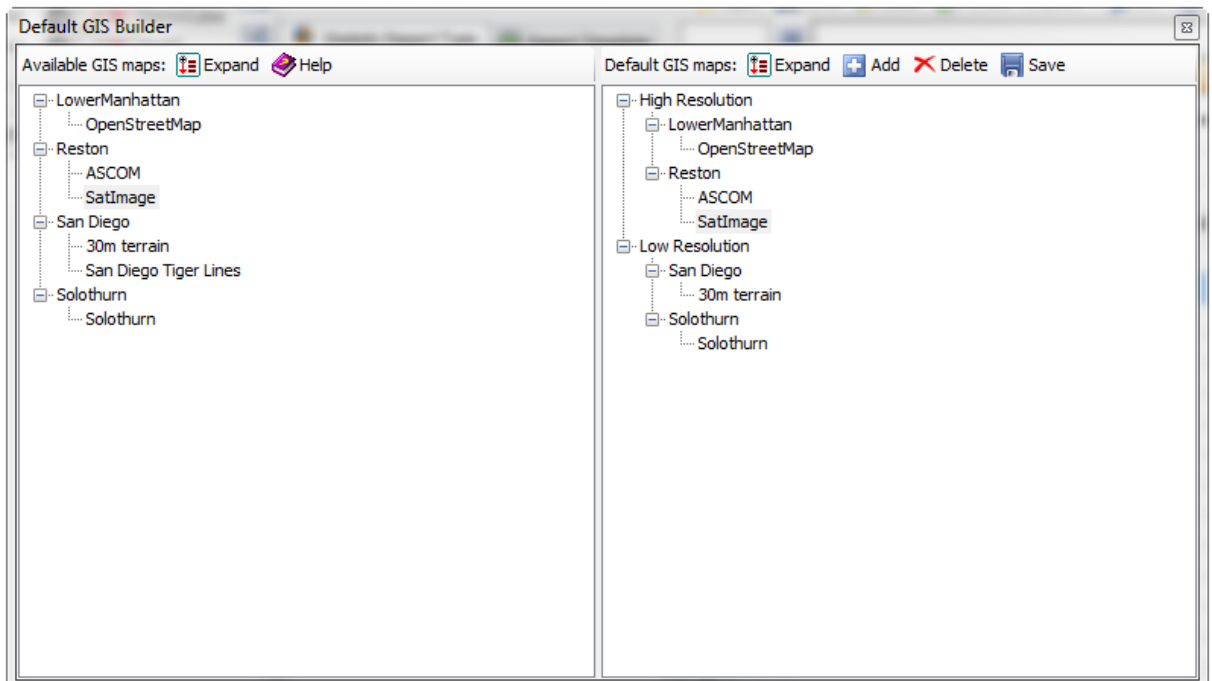 Default GIS Builder
Available GIS maps: Expand Help
LowerManhattan
OpenStreetMap
Reston
ASCOM
SatImage
San Diego
30m terrain
San Diego Tiger Lines
Solothurn
Solothurn
Default GIS maps: Expand Add Delete Save
High Resolution
LowerManhattan
OpenStreetMap
Reston
ASCOM
SatImage
Low Resolution
San Diego
30m terrain
Solothurn
Solothurn